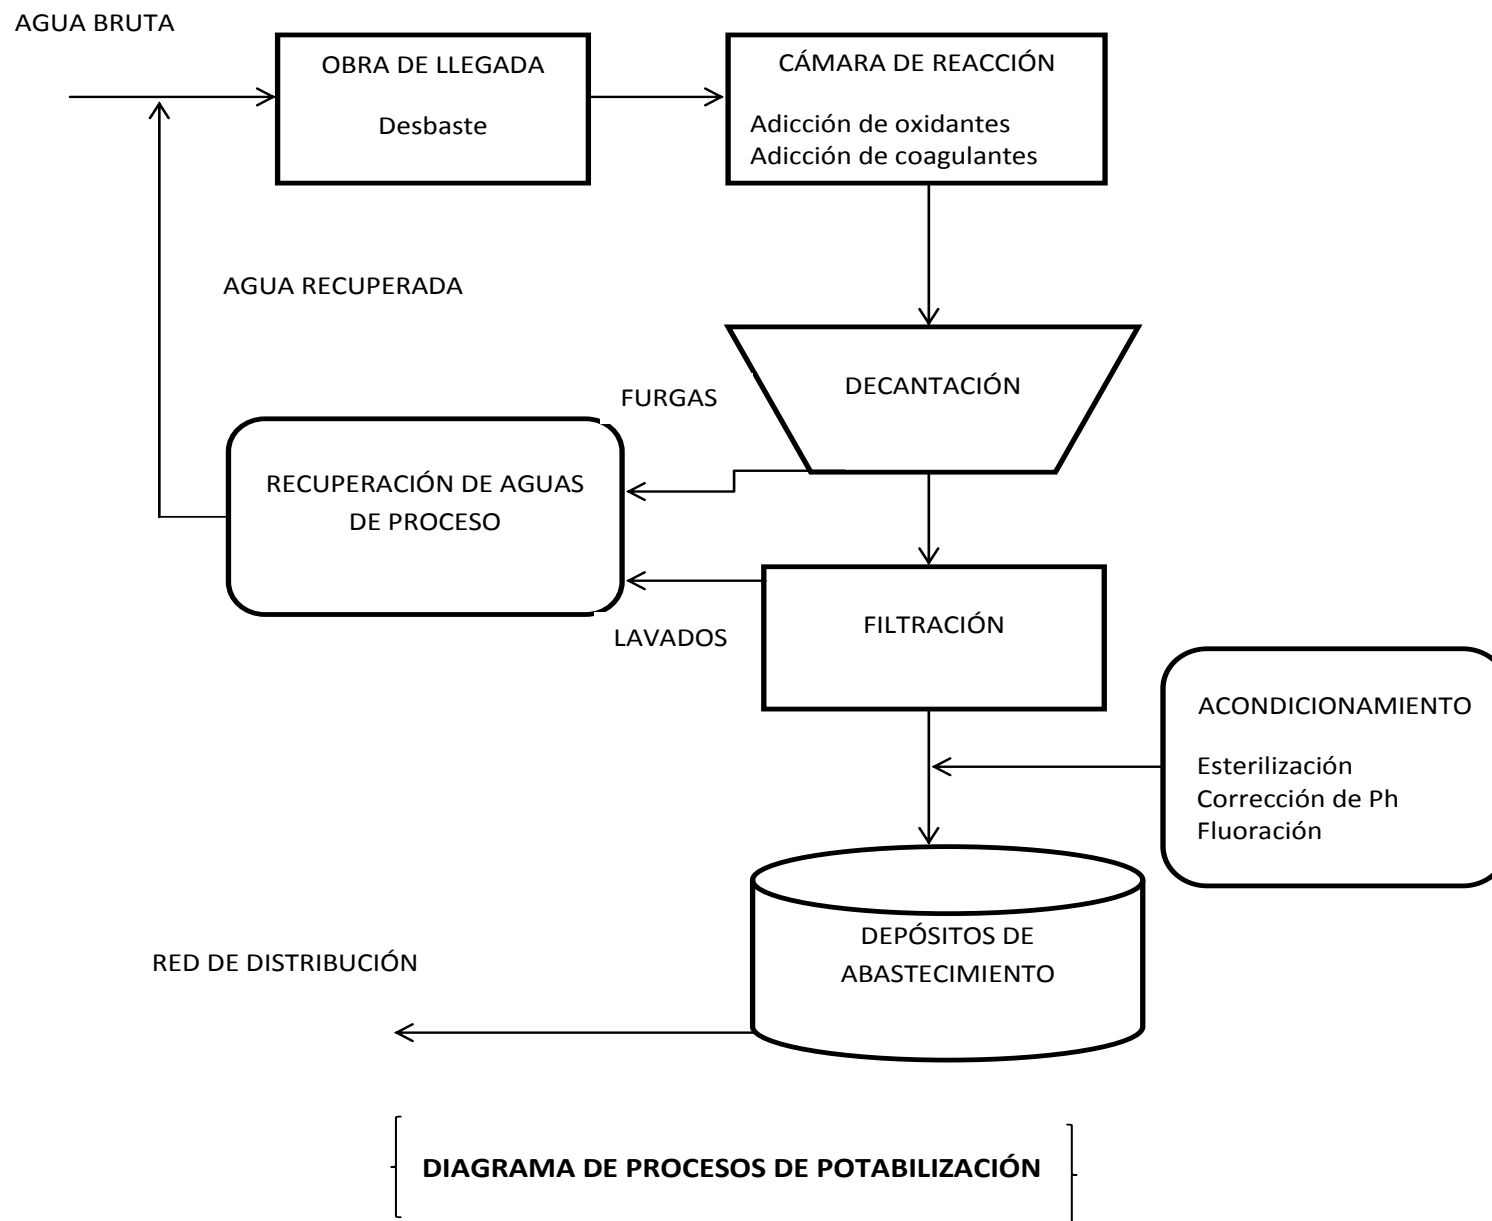 AGUA BRUTA
OBRA DE LLEGADA
Desbaste
CÁMARA DE REACCIÓN
Adicción de oxidantes
Adicción de coagulantes
AGUA RECUPERADA
DECANTACIÓN
FURGAS
RECUPERACIÓN DE AGUAS
DE PROCESO
FILTRACIÓN
LAVADOS
ACONDICIONAMIENTO
Esterilización
Corrección de Ph
Fluoración
DEPÓSITOS DE
ABASTECIMIENTO
RED DE DISTRIBUCIÓN
DIAGRAMA DE PROCESOS DE POTABILIZACIÓN